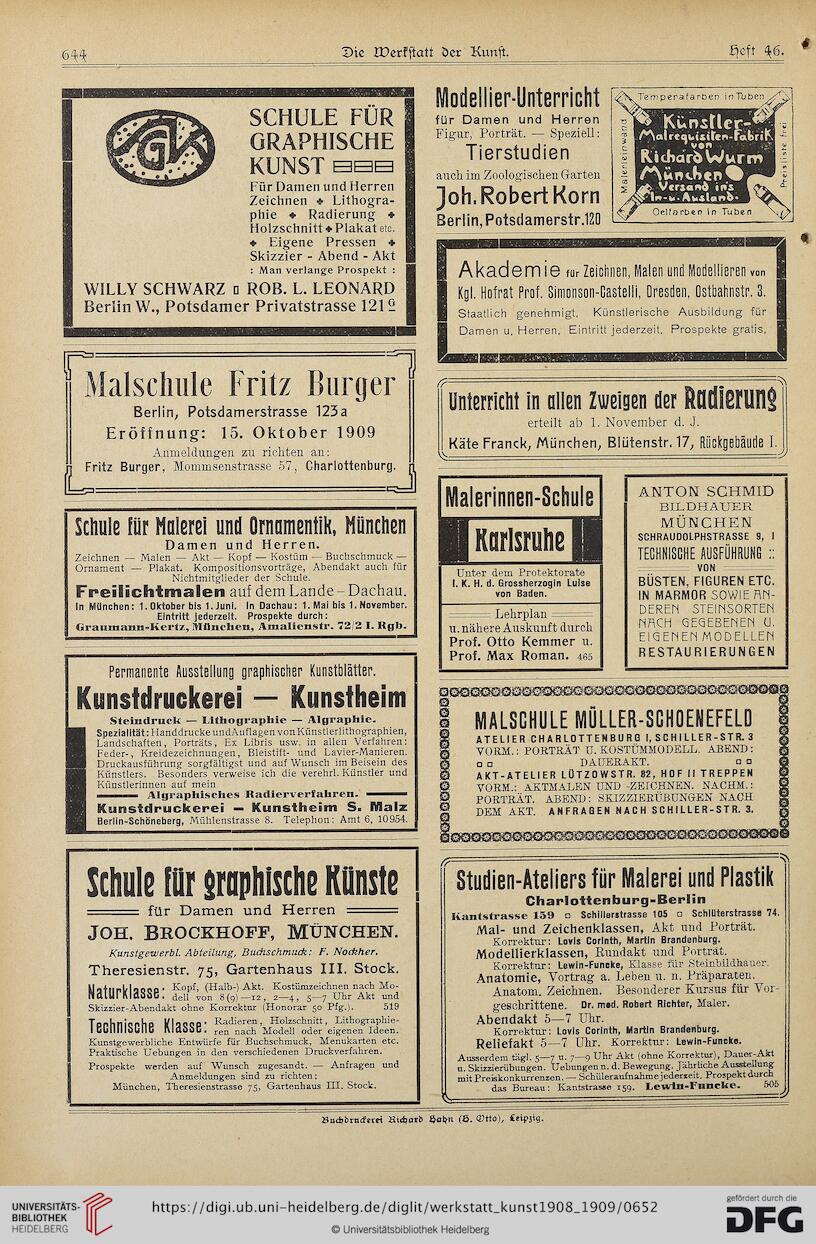 644
Die Werkstatt der Kunst.
Heft 46.
SCHULE FÜR
GRAPHISCHE
KUNST
Für Damen und Herren
Zeichnen ✦ Lithogra-
phie ✦ Radierung ✦
Holzschnitt ✦ Plakat etc.
✦ Eigene Pressen ✦
Skizzier - Abend - Akt
: Man verlange Prospekt :
WILLY SCHWARZ ▫ ROB. L. LEONARD
Berlin W., Potsdamer Privatstrasse 121 G
Malschule Fritz Burger
Berlin, Potsdamerstrasse 123 a
Eröffnung: 15. Oktober 1909
Anmeldungen zu richten an:
Fritz Burger, Mommsenstrasse 57, Charlottenburg.
Schule für Malerei und Ornamentik, München
Damen und Herren.
Zeichnen — Malen — Akt — Kopf — Kostüm — Buchschmuck —
Ornament — Plakat. Kompositionsvorträge, Abendakt auch für
Nichtmitglieder der Schule.
Freilichtmalen auf dem Lande - Dachau.
In München: 1. Oktober bis 1. Juni. In Dachau: 1. Mai bis 1. November.
Eintritt jederzeit. Prospekte durch:
Graumann-Kertz, München, Amalienstr. 72/2 I. Rgb.
Permanente Ausstellung graphischer Kunstblätter.
Kunstdruckerei — Kunstheim
Steindruck — Lithographie — Algraphie.
Spezialität: Handdrucke und Auflagen von Künstlerlithographien,
Landschaften, Porträts, Ex Libris usw. in allen Verfahren:
Feder-, Kreidezeichnungen, Bleistift- und Lavier-Manieren.
Druckausführung sorgfältigst und auf Wunsch im Beisein des
Künstlers. Besonders verweise ich die verehrl. Künstler und
Künstlerinnen auf mein
Algraphisches Radierverfahren.
Kunstdruckerei — Kunstheim S. Malz
Berlin-Schöneberg, Mühlenstrasse 8. Telephon: Amt 6, 10954.
Schule für graphische Künste
für Damen und Herren
JOH. BROCKHOFF, MÜNCHEN.
Kunstgewerbl. Abteilung, Buchschmuck: F. Nockher.
Theresienstr. 75, Gartenhaus III. Stock.
Naturklasse: Kopf, (Halb-) Akt. Kostümzeichnen nach Mo-
dell von 8 (9)—12, 2—4, 5—7 Uhr Akt und
Skizzier-Abendakt ohne Korrektur (Honorar 50 Pfg.). 519
Technische Klasse: Radieren, Holzschnitt, Lithographie-
ren nach Modell oder eigenen Ideen.
Kunstgewerbliche Entwürfe für Buchschmuck, Menukarten etc.
Praktische Uebungen in den verschiedenen Druckverfahren.
Prospekte werden auf Wunsch zugesandt. — Anfragen und
Anmeldungen sind zu richten:
München, Theresienstrasse 75, Gartenhaus III. Stock.
Modellier-Unterricht
für Damen und Herren
Figur, Porträt. — Speziell:
Tierstudien
auch im Zoologischen Garten
Joh. Robert Korn
Berlin, Potsdamerstr. 120
Temperafarben in Tuben
Malerleinwand
Künstler-
Malrequisiten-Fabrik
von
Richard Wurm
München
Versand ins
In- u. Ausland.
Preisliste frei
Oelfarben in Tuben
Akademie für Zeichnen, Malen und Modellieren von
Kgl. Hofrat Prof. Simonson-Castelli, Dresden, Ostbahnstr. 3.
Staatlich genehmigt. Künstlerische Ausbildung für
Damen u. Herren. Eintritt jederzeit. Prospekte gratis.
Unterricht in allen Zweigen der Radierung
erteilt ab 1. November d. J.
Käte Franck, München, Blütenstr. 17, Rückgebäude I.
Malerinnen-Schule
Karlsruhe
Unter dem Protektorate
I. K. H. d. Grossherzogin Luise
von Baden.
Lehrplan
u. nähere Auskunft durch
Prof. Otto Kemmer u.
Prof. Max Roman. 465
ANTON SCHMID
BILDHAUER
MÜNCHEN
SCHRAUDOLPHSTRASSE 9, I
TECHNISCHE AUSFÜHRUNG ::
VON
BÜSTEN, FIGUREN ETC.
IN MARMOR SOWIE AN-
DEREN STEINSORTEN
NACH GEGEBENEN U.
EIGENEN MODELLEN
RESTAURIERUNGEN
MALSCHULE MÜLLER-SCHOENEFELD
ATELIER CHARLOTTENBURG I, SCHILLER-STR. 3
VORM.: PORTRÄT U. KOSTÜMMODELL. ABEND:
▫ ▫ DAUERAKT. ▫ ▫
AKT-ATELIER LÜTZOWSTR. 82, HOF II TREPPEN
VORM.: AKTMALEN UND -ZEICHNEN. NACHM.:
PORTRÄT. ABEND: SKIZZIERÜBUNGEN NACH
DEM AKT. ANFRAGEN NACH SCHILLER-STR. 3.
Studien-Ateliers für Malerei und Plastik
Charlottenburg-Berlin
Kantstrasse 159 ▫ Schillerstrasse 105 ▫ Schlüterstrasse 74.
Mal- und Zeichenklassen, Akt und Porträt.
Korrektur: Lovis Corinth, Martin Brandenburg.
Modellierklassen, Rundakt und Porträt.
Korrektur: Lewin-Funcke, Klasse für Steinbildhauer.
Anatomie, Vortrag a. Leben u. n. Präparaten.
Anatom. Zeichnen. Besonderer Kursus für Vor-
geschrittene. Dr. med. Robert Richter, Maler.
Abendakt 5—7 Uhr.
Korrektur: Lovis Corinth, Martin Brandenburg.
Reliefakt 5—7 Uhr. Korrektur: Lewin-Funcke.
Ausserdem tägl. 5—7 u. 7—9 Uhr Akt (ohne Korrektur), Dauer-Akt
u. Skizzierübungen. Uebungen n. d. Bewegung. Jährliche Ausstellung
mit Preiskonkurrenzen. — Schüleraufnahme jederzeit. Prospekt durch
das Bureau: Kantstrasse 159. Lewin-Funcke. 505
Buchdruckerei Richard Hahn (H. Otto), Leipzig.
UNIVERSITÄTS-
BIBLIOTHEK
HEIDELBERG
https://digi.ub.uni-heidelberg.de/diglit/werkstatt_kunst1908_1909/0652
© Universitätsbibliothek Heidelberg
gefördert durch die
DFG